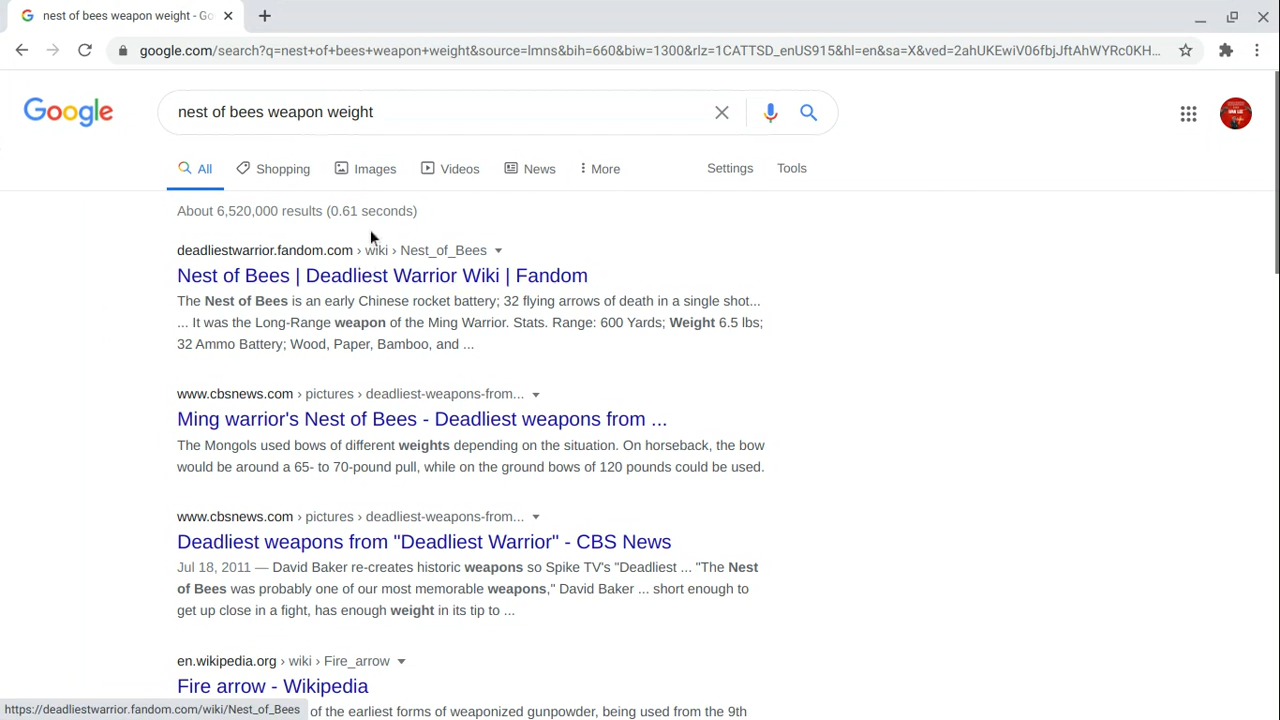 nest of bees weapon weight - Go
google.com/search?q=nest+of+bees+weapon+weight&source=lmns&bih=660&biw=1300&rlz=1CATTSD_enUS915&hl=en&sa=X&ved=2ahUKEwiV06fbjJftAhWYRc0KH...
Google
nest of bees weapon weight
All Shopping Images Videos News More Settings Tools
About 6,520,000 results (0.61 seconds)
deadliestwarrior.fandom.com › wiki › Nest_of_Bees
Nest of Bees | Deadliest Warrior Wiki | Fandom
The Nest of Bees is an early Chinese rocket battery; 32 flying arrows of death in a single shot...
... It was the Long-Range weapon of the Ming Warrior. Stats. Range: 600 Yards; Weight 6.5 lbs;
32 Ammo Battery; Wood, Paper, Bamboo, and ...
www.cbsnews.com › pictures › deadliest-weapons-from...
Ming warrior's Nest of Bees - Deadliest weapons from ...
The Mongols used bows of different weights depending on the situation. On horseback, the bow
would be around a 65- to 70-pound pull, while on the ground bows of 120 pounds could be used.
www.cbsnews.com › pictures › deadliest-weapons-from...
Deadliest weapons from "Deadliest Warrior" - CBS News
Jul 18, 2011 — David Baker re-creates historic weapons so Spike TV's "Deadliest ... "The Nest
of Bees was probably one of our most memorable weapons," David Baker ... short enough to
get up close in a fight, has enough weight in its tip to ...
en.wikipedia.org › wiki › Fire_arrow
Fire arrow - Wikipedia
https://deadliestwarrior.fandom.com/wiki/Nest_of_Bees of the earliest forms of weaponized gunpowder, being used from the 9th